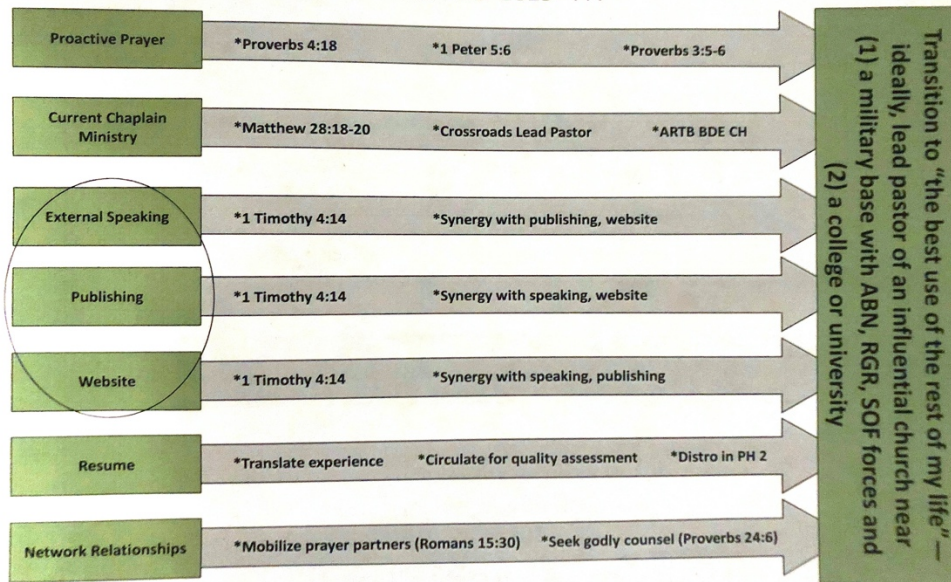 Proactive Prayer
*Proverbs 4:18 *1 Peter 5:6 *Proverbs 3:5-6
Current Chaplain
Ministry
*Matthew 28:18-20 *Crossroads Lead Pastor *ARTB BDE CH
External Speaking
*1 Timothy 4:14 *Synergy with publishing, website
Publishing
*1 Timothy 4:14 *Synergy with speaking, website
Website
*1 Timothy 4:14 *Synergy with speaking, publishing
Resume
*Translate experience *Circulate for quality assessment *Distro in PH 2
Network Relationships
*Mobilize prayer partners (Romans 15:30) *Seek godly counsel (Proverbs 24:6)
Transition to "the best use of the rest of my life"—
ideally, lead pastor of an influential church near
(1) a military base with ABN, RGR, SOF forces and
(2) a college or university